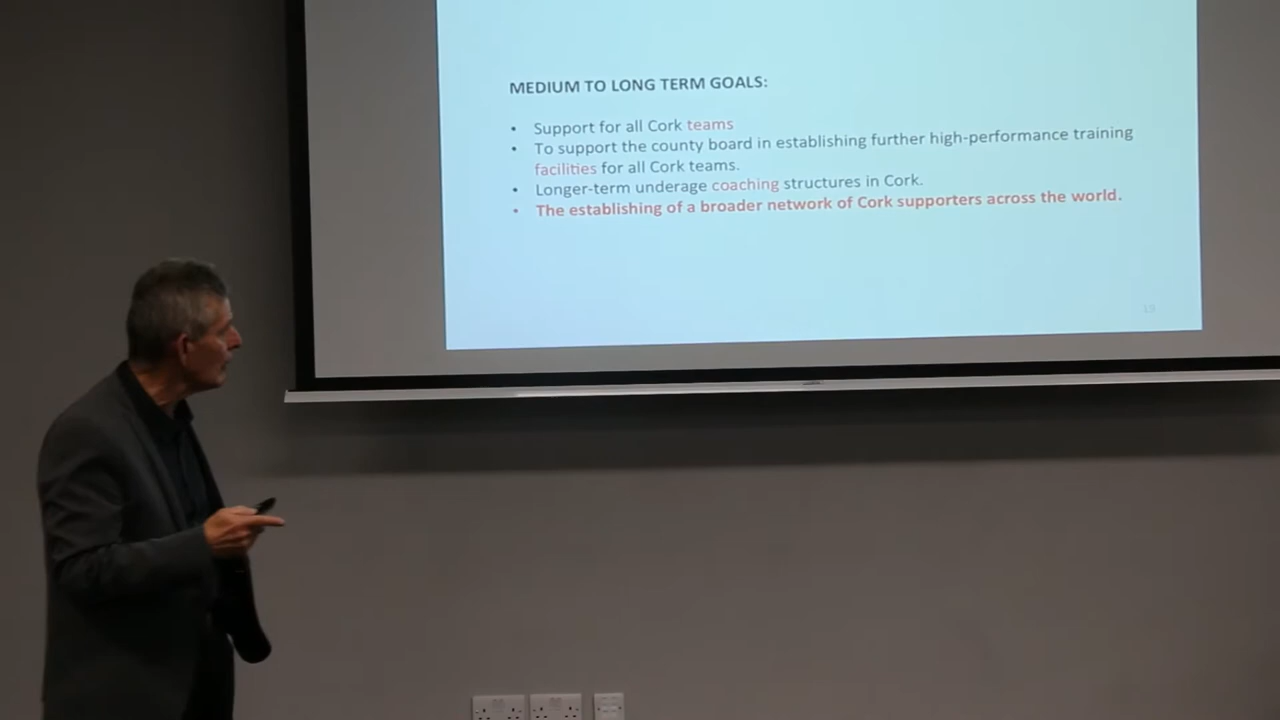 MEDIUM TO LONG TERM GOALS:
• Support for all Cork teams
• To support the county board in establishing further high-performance training
facilities for all Cork teams.
• Longer-term underage coaching structures in Cork.
• The establishing of a broader network of Cork supporters across the world.
19